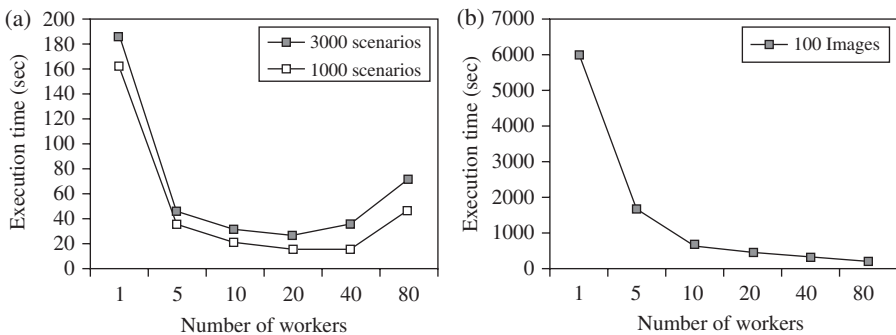 (a)
200
180
160
140
120
100
80
60
40
20
0
Execution time (sec)
3000 scenarios
1000 scenarios
1 5 10 20 40 80
Number of workers
(b)
7000
6000
5000
4000
3000
2000
1000
0
Execution time (sec)
100 Images
1 5 10 20 40 80
Number of workers